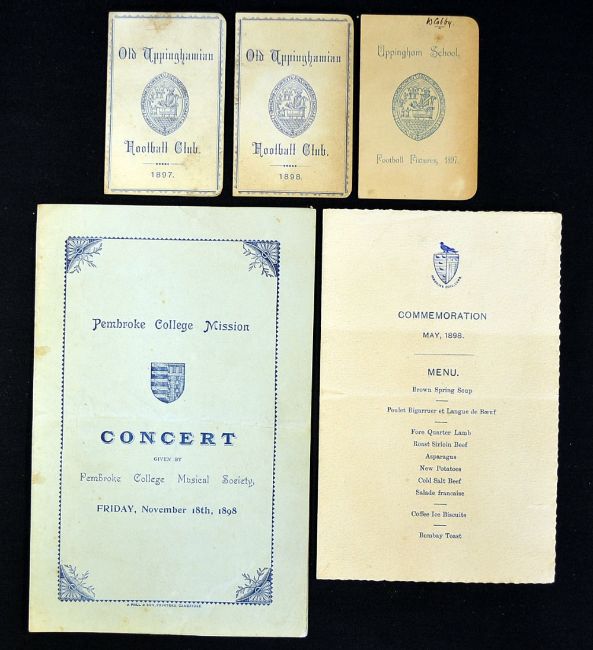 Old Uppinghamian
Football Club.
1897.
Old Uppinghamian
Football Club.
1898.
Uppingham School.
Football Fixtures, 1897.
Pembroke College Mission
CONCERT
GIVEN BY
Pembroke College Musical Society,
FRIDAY, November 18th, 1898
COMMEMORATION
MAY, 1898.
MENU.
Brown Spring Soup
Poulet Bigarruer et Langue de Bœuf
Fore Quarter Lamb
Roast Sirloin Beef
Asparagus
New Potatoes
Cold Salt Beef
Salade francaise
Coffee Ice Biscuits
Bombay Toast